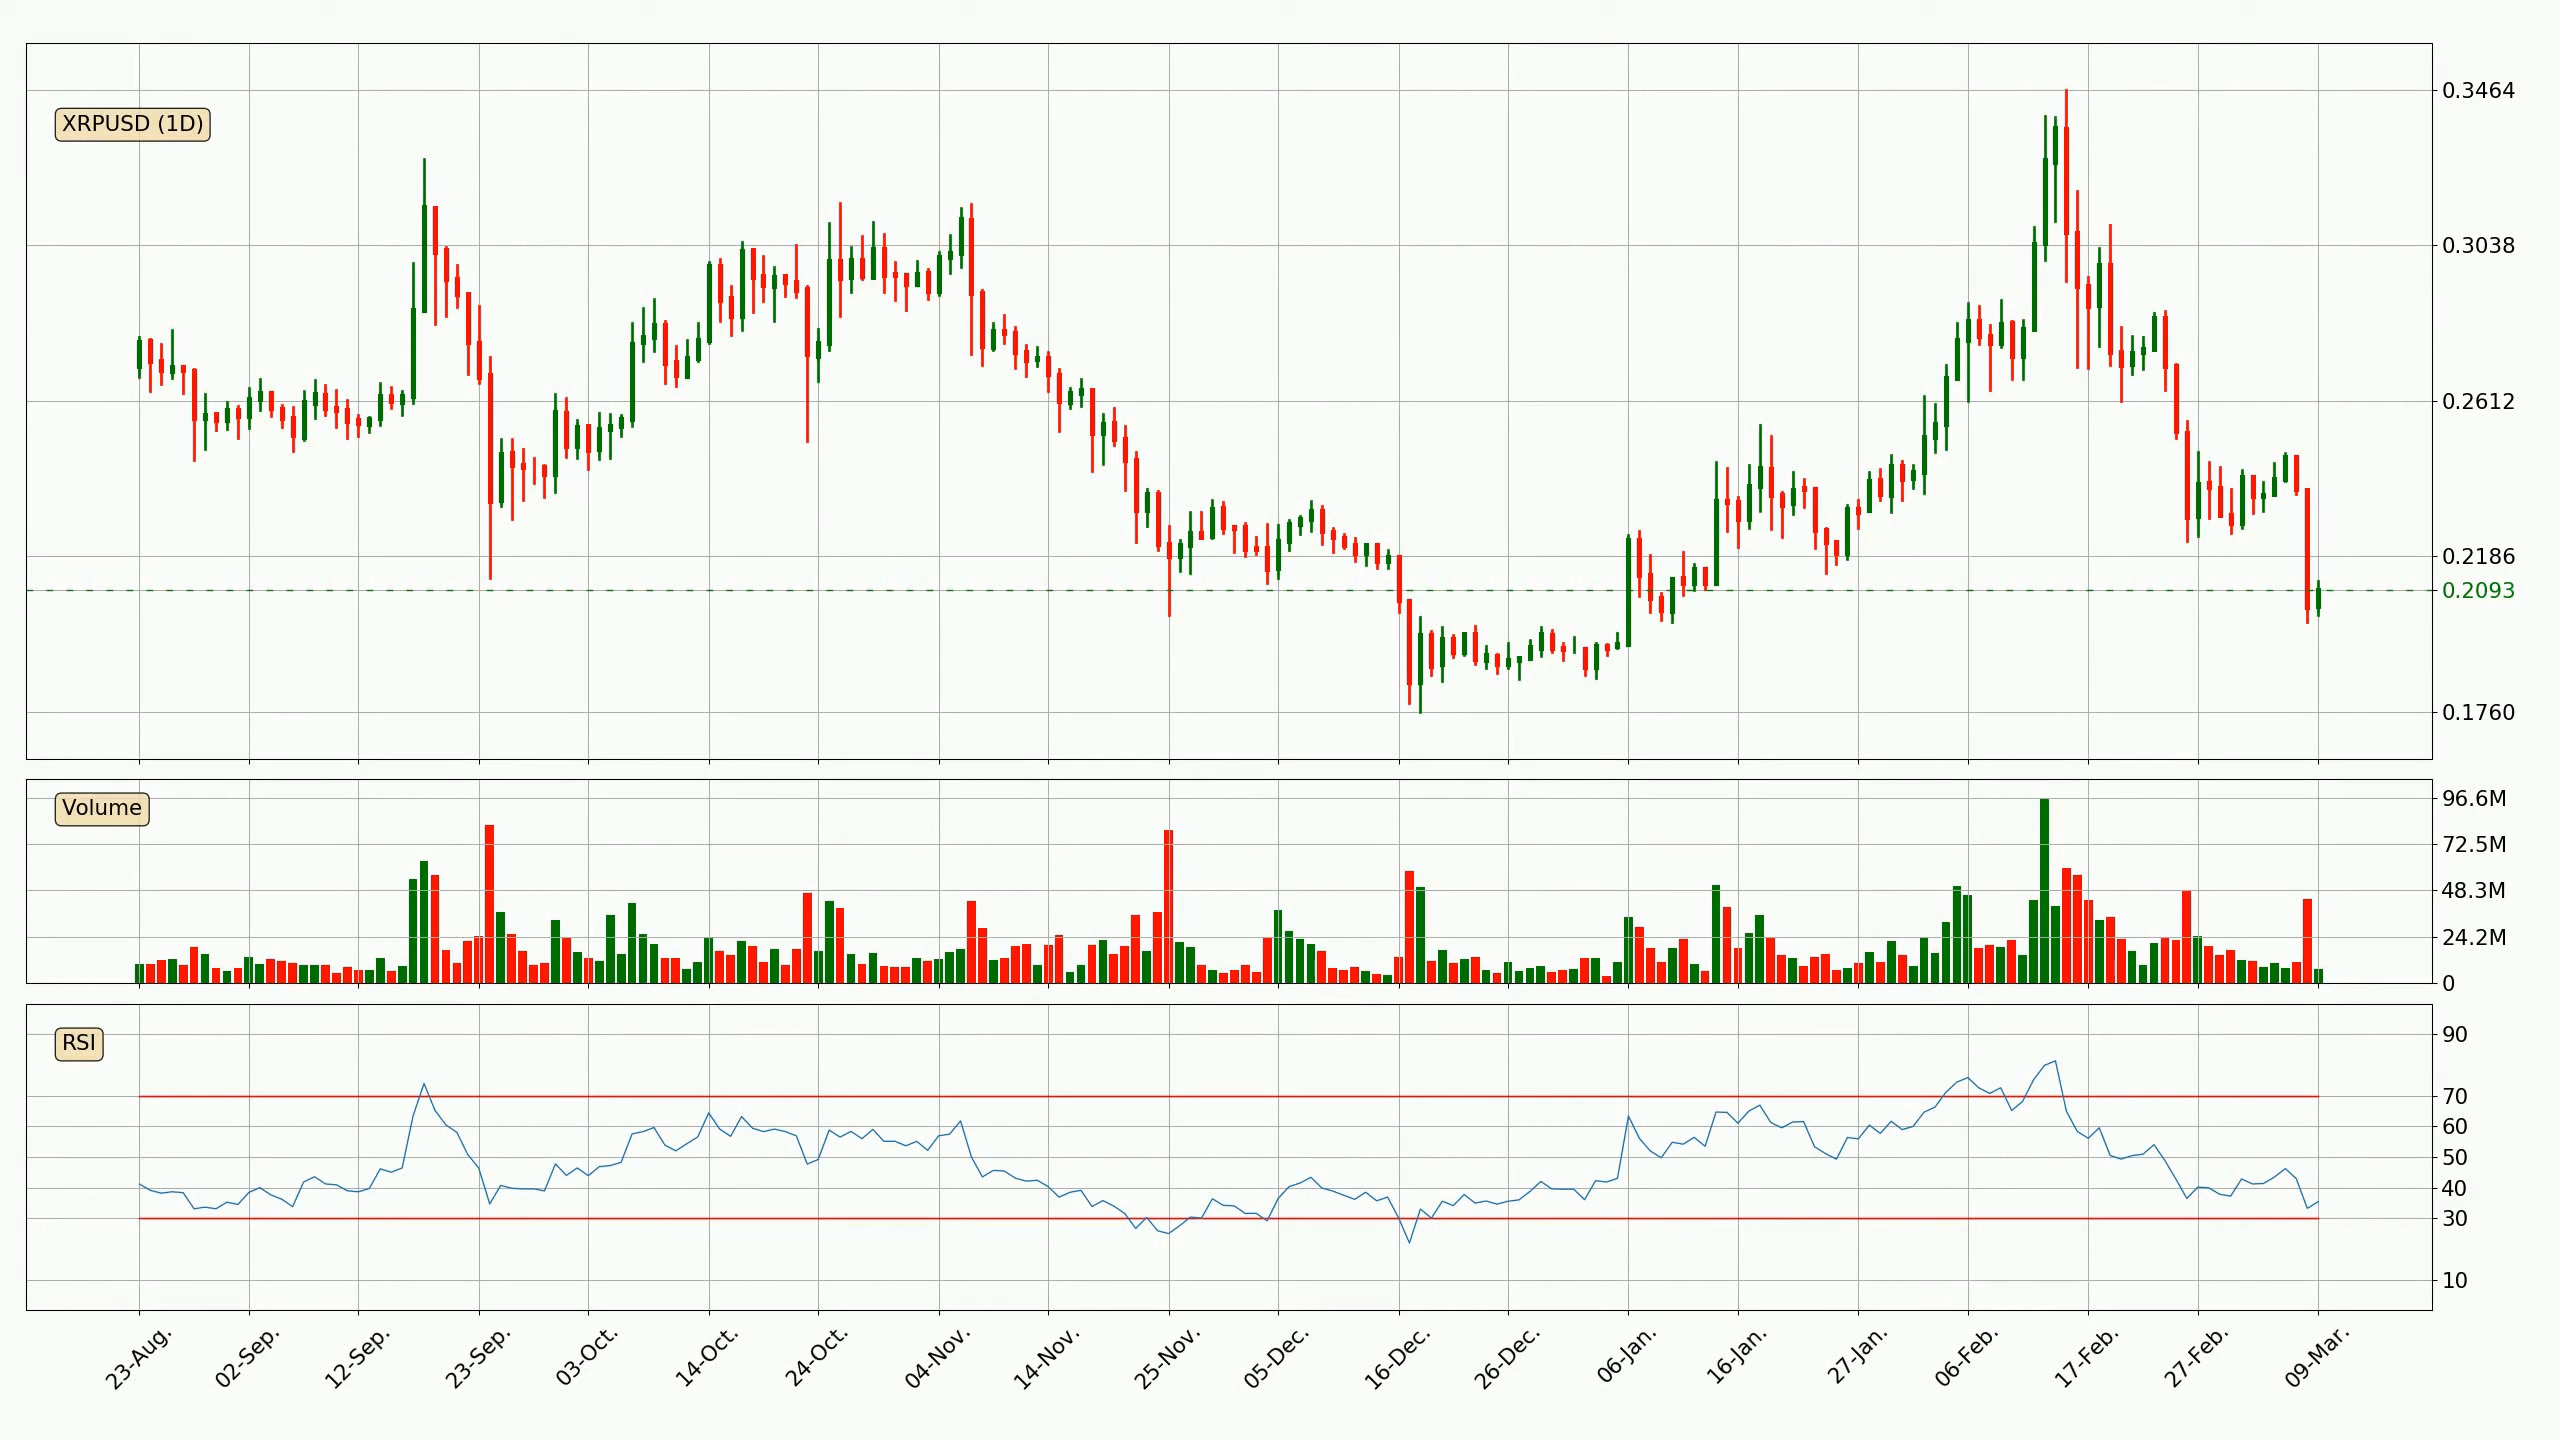 XRPUSD (1D)
0.3464
0.3038
0.2612
0.2186
0.2093
0.1760
Volume
96.6M
72.5M
48.3M
24.2M
0
RSI
90
70
60
50
40
30
10
23-Aug.
02-Sep.
12-Sep.
23-Sep.
03-Oct.
14-Oct.
24-Oct.
04-Nov.
14-Nov.
25-Nov.
05-Dec.
16-Dec.
26-Dec.
06-Jan.
16-Jan.
27-Jan.
06-Feb.
17-Feb.
27-Feb.
09-Mar.